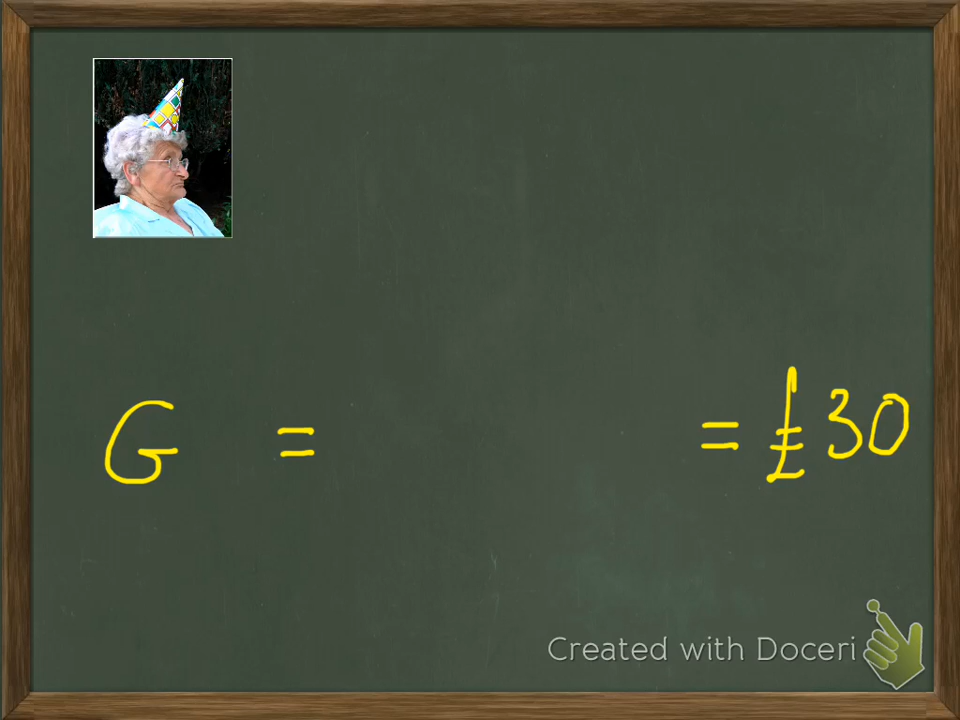 G = = £30
Created with Doceri